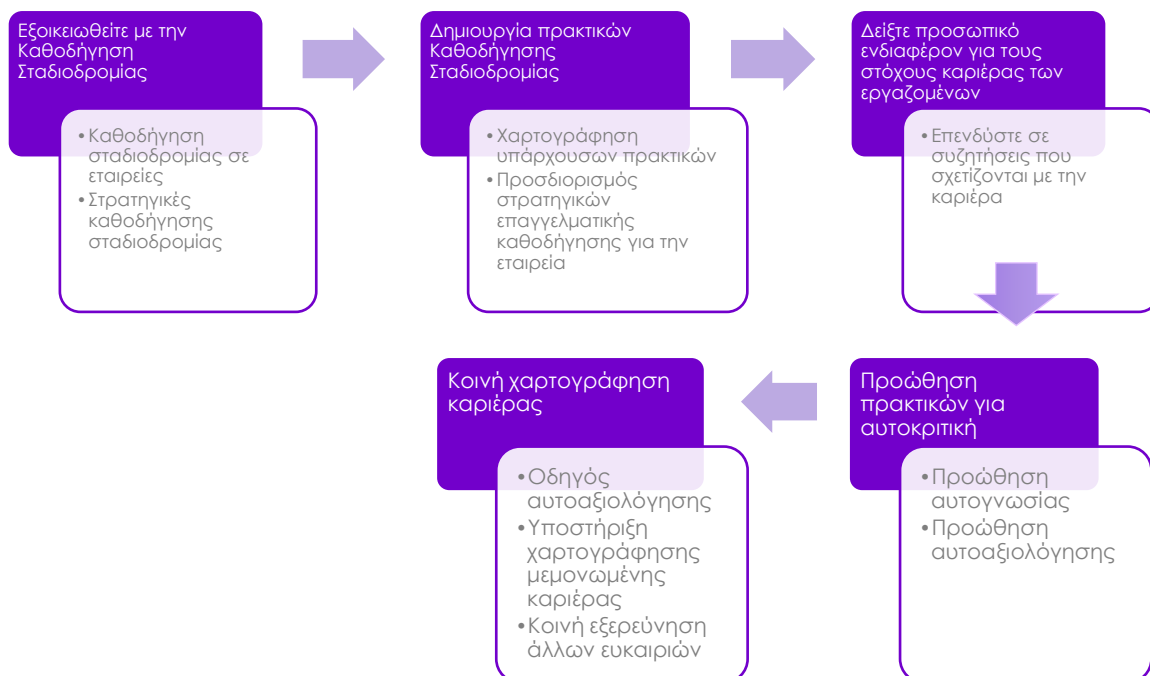 Εξοικειωθείτε με την
Καθοδήγηση
Σταδιοδρομίας
• Καθοδήγηση
σταδιοδρομίας σε
εταιρείες
• Στρατηγικές
καθοδήγησης
σταδιοδρομίας
Δημιουργία πρακτικών
Καθοδήγησης
Σταδιοδρομίας
• Χαρτογράφηση
υπάρχουσων πρακτικών
• Προσδιορισμός
στρατηγικών
επαγγελματικής
καθοδήγησης για την
εταιρεία
Δείξτε προσωπικό
ενδιαφέρον για τους
στόχους καριέρας των
εργαζομένων
• Επενδύστε σε
συζητήσεις που
σχετίζονται με την
καριέρα
Προώθηση
πρακτικών για
αυτοκριτική
• Προώθηση
αυτογνωσίας
• Προώθηση
αυτοαξιολόγησης
Κοινή χαρτογράφηση
καριέρας
• Οδηγός
αυτοαξιολόγησης
• Υποστήριξη
χαρτογράφησης
μεμονωμένης
καριέρας
• Κοινή εξερεύνηση
άλλων ευκαιριών